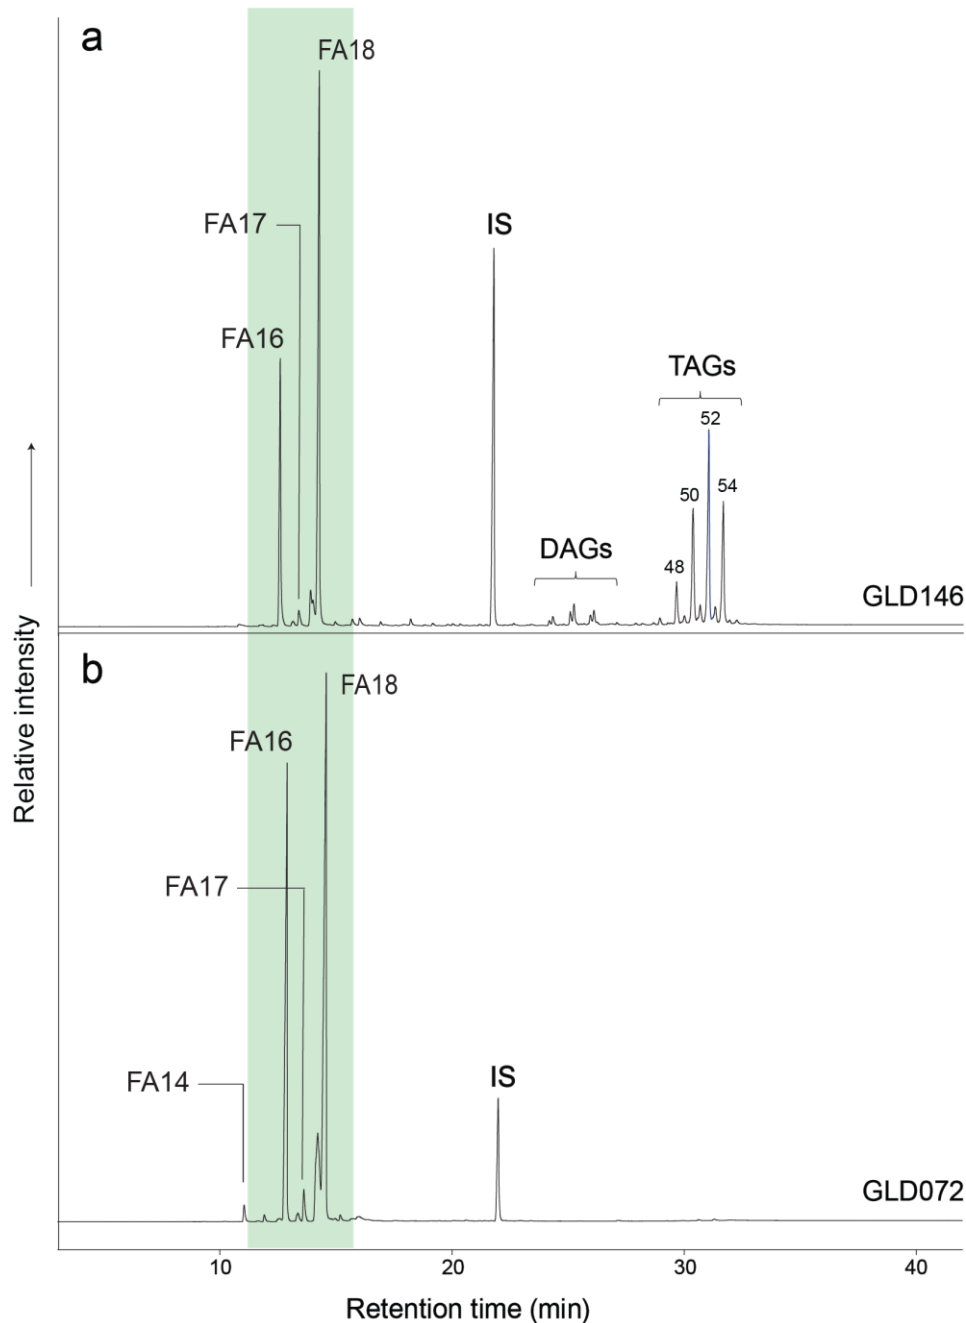 a
FA18
FA17
IS
FA16
TAGs
52
50
54
48
DAGs
GLD146
Relative intensity
b
FA18
FA16
FA17
FA14
IS
GLD072
10 20 30 40
Retention time (min)